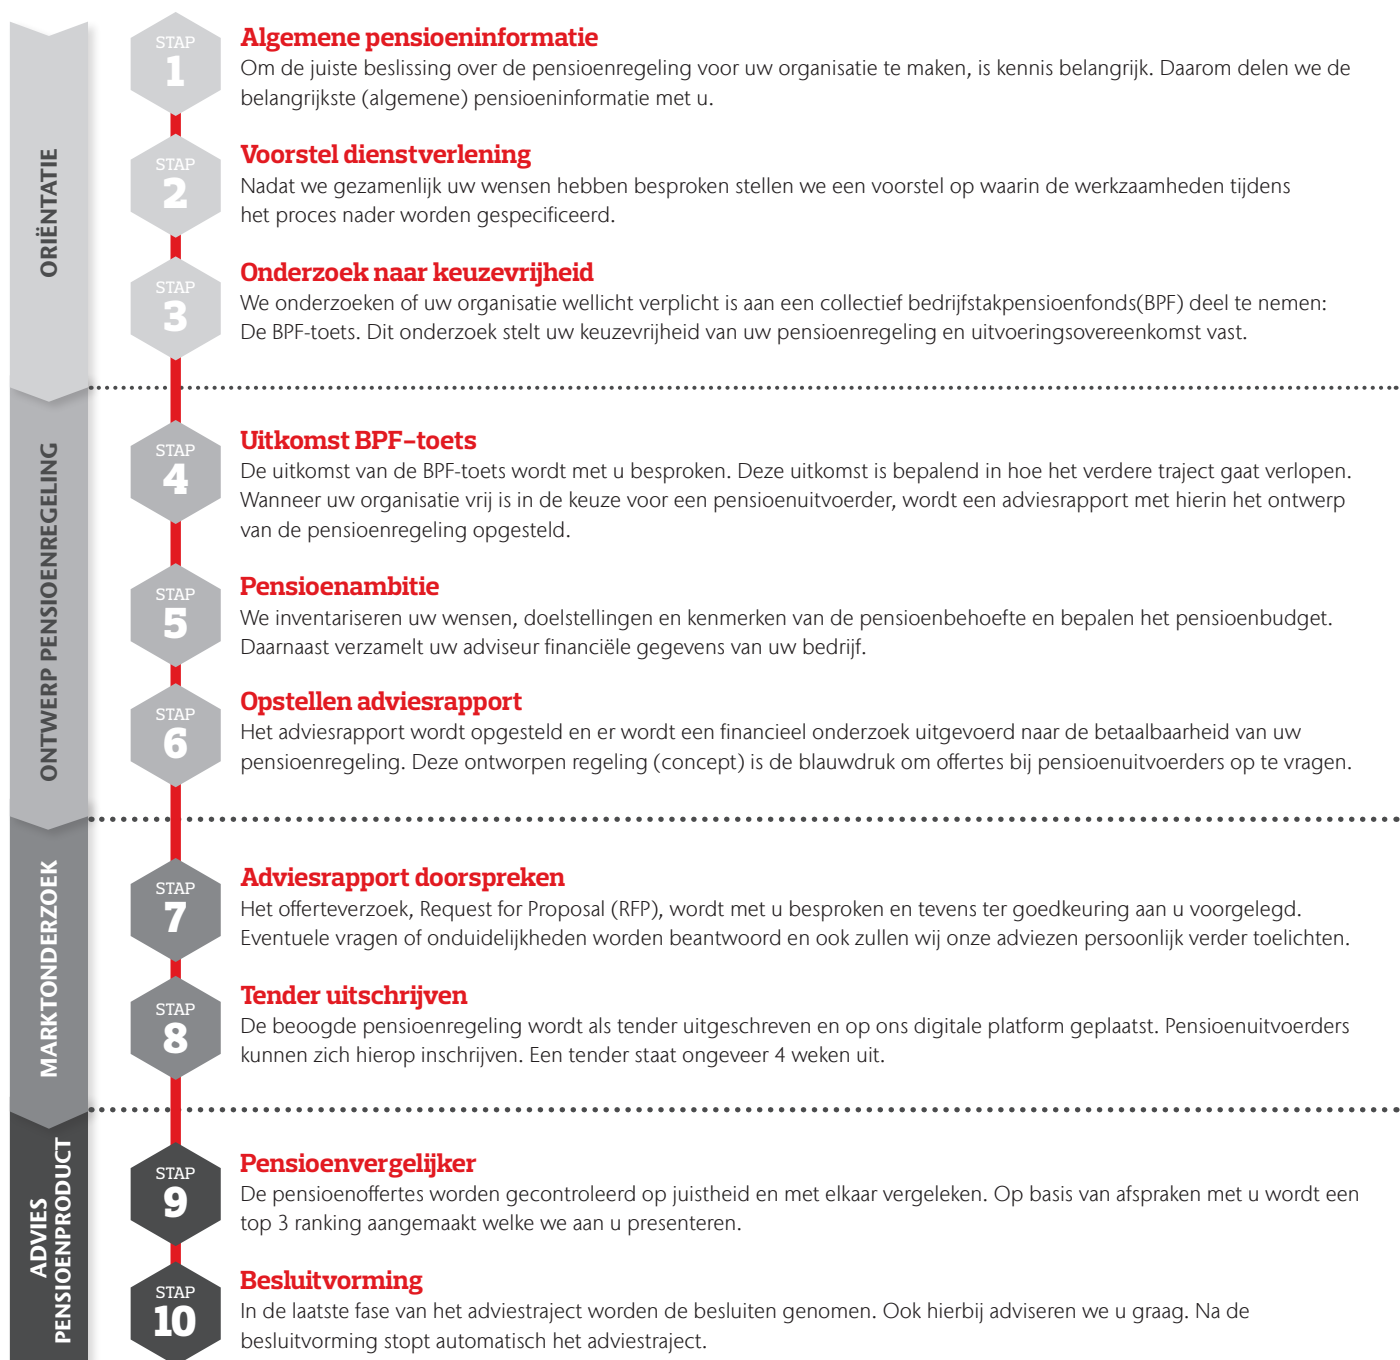 ORIËNTATIE
STAP
1
Algemene pensioeninformatie
Om de juiste beslissing over de pensioenregeling voor uw organisatie te maken, is kennis belangrijk. Daarom delen we de
belangrijkste (algemene) pensioeninformatie met u.
STAP
2
Voorstel dienstverlening
Nadat we gezamenlijk uw wensen hebben besproken stellen we een voorstel op waarin de werkzaamheden tijdens
het proces nader worden gespecificeerd.
STAP
3
Onderzoek naar keuzevrijheid
We onderzoeken of uw organisatie wellicht verplicht is aan een collectief bedrijfstakpensioenfonds(BPF) deel te nemen:
De BPF-toets. Dit onderzoek stelt uw keuzevrijheid van uw pensioenregeling en uitvoeringsovereenkomst vast.
ONTWERP PENSIOENREGELING
STAP
4
Uitkomst BPF-toets
De uitkomst van de BPF-toets wordt met u besproken. Deze uitkomst is bepalend in hoe het verdere traject gaat verlopen.
Wanneer uw organisatie vrij is in de keuze voor een pensioenuitvoerder, wordt een adviesrapport met hierin het ontwerp
van de pensioenregeling opgesteld.
STAP
5
Pensioenambitie
We inventariseren uw wensen, doelstellingen en kenmerken van de pensioenbehoefte en bepalen het pensioenbudget.
Daarnaast verzamelt uw adviseur financiële gegevens van uw bedrijf.
STAP
6
Opstellen adviesrapport
Het adviesrapport wordt opgesteld en er wordt een financieel onderzoek uitgevoerd naar de betaalbaarheid van uw
pensioenregeling. Deze ontworpen regeling (concept) is de blauwdruk om offertes bij pensioenuitvoerders op te vragen.
MARKTONDERZOEK
STAP
7
Adviesrapport doorspreken
Het offerteverzoek, Request for Proposal (RFP), wordt met u besproken en tevens ter goedkeuring aan u voorgelegd.
Eventuele vragen of onduidelijkheden worden beantwoord en ook zullen wij onze adviezen persoonlijk verder toelichten.
STAP
8
Tender uitschrijven
De beoogde pensioenregeling wordt als tender uitgeschreven en op ons digitale platform geplaatst. Pensioenuitvoerders
kunnen zich hierop inschrijven. Een tender staat ongeveer 4 weken uit.
ADVIES
PENSIOENPRODUCT
STAP
9
Pensioenvergelijker
De pensioenoffertes worden gecontroleerd op juistheid en met elkaar vergeleken. Op basis van afspraken met u wordt een
top 3 ranking aangemaakt welke we aan u presenteren.
STAP
10
Besluitvorming
In de laatste fase van het adviestraject worden de besluiten genomen. Ook hierbij adviseren we u graag. Na de
besluitvorming stopt automatisch het adviestraject.